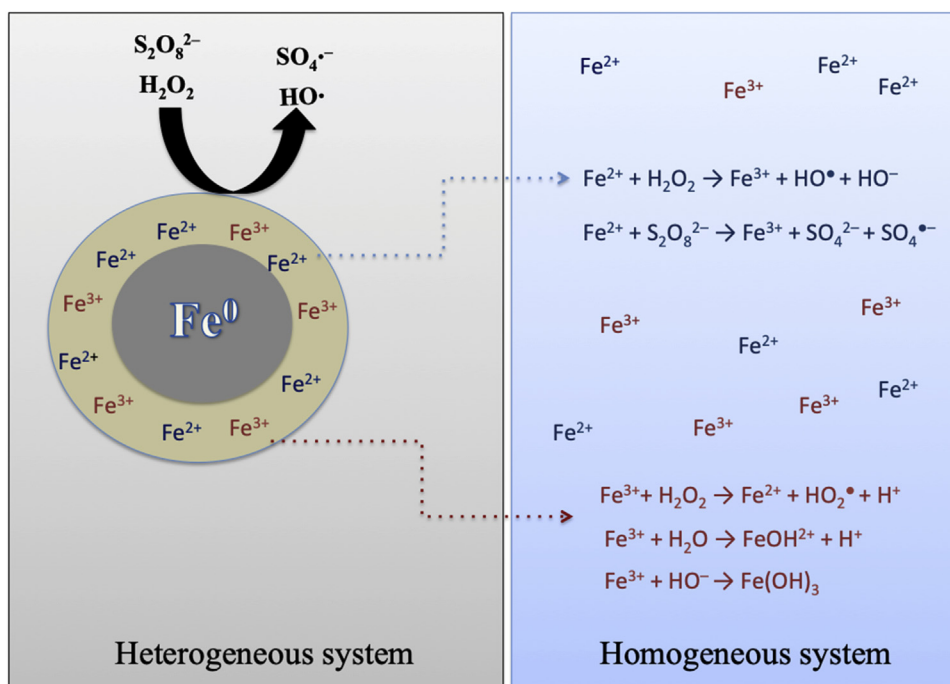 S₂O₈²⁻
SO₄•⁻
H₂O₂
HO•
Fe²⁺
Fe³⁺
Fe²⁺
Fe²⁺
Fe³⁺
Fe⁰
Fe³⁺
Fe²⁺
Fe²⁺
Fe³⁺
Fe²⁺
Fe³⁺
Heterogeneous system
Fe²⁺
Fe³⁺
Fe²⁺
Fe²⁺
Fe²⁺ + H₂O₂ → Fe³⁺ + HO• + HO⁻
Fe²⁺ + S₂O₈²⁻ → Fe³⁺ + SO₄²⁻ + SO₄•⁻
Fe³⁺
Fe³⁺
Fe²⁺
Fe²⁺
Fe³⁺
Fe³⁺
Fe²⁺
Fe³⁺+ H₂O₂ → Fe²⁺ + HO₂• + H⁺
Fe³⁺ + H₂O → FeOH²⁺ + H⁺
Fe³⁺ + HO⁻ → Fe(OH)₃
Homogeneous system